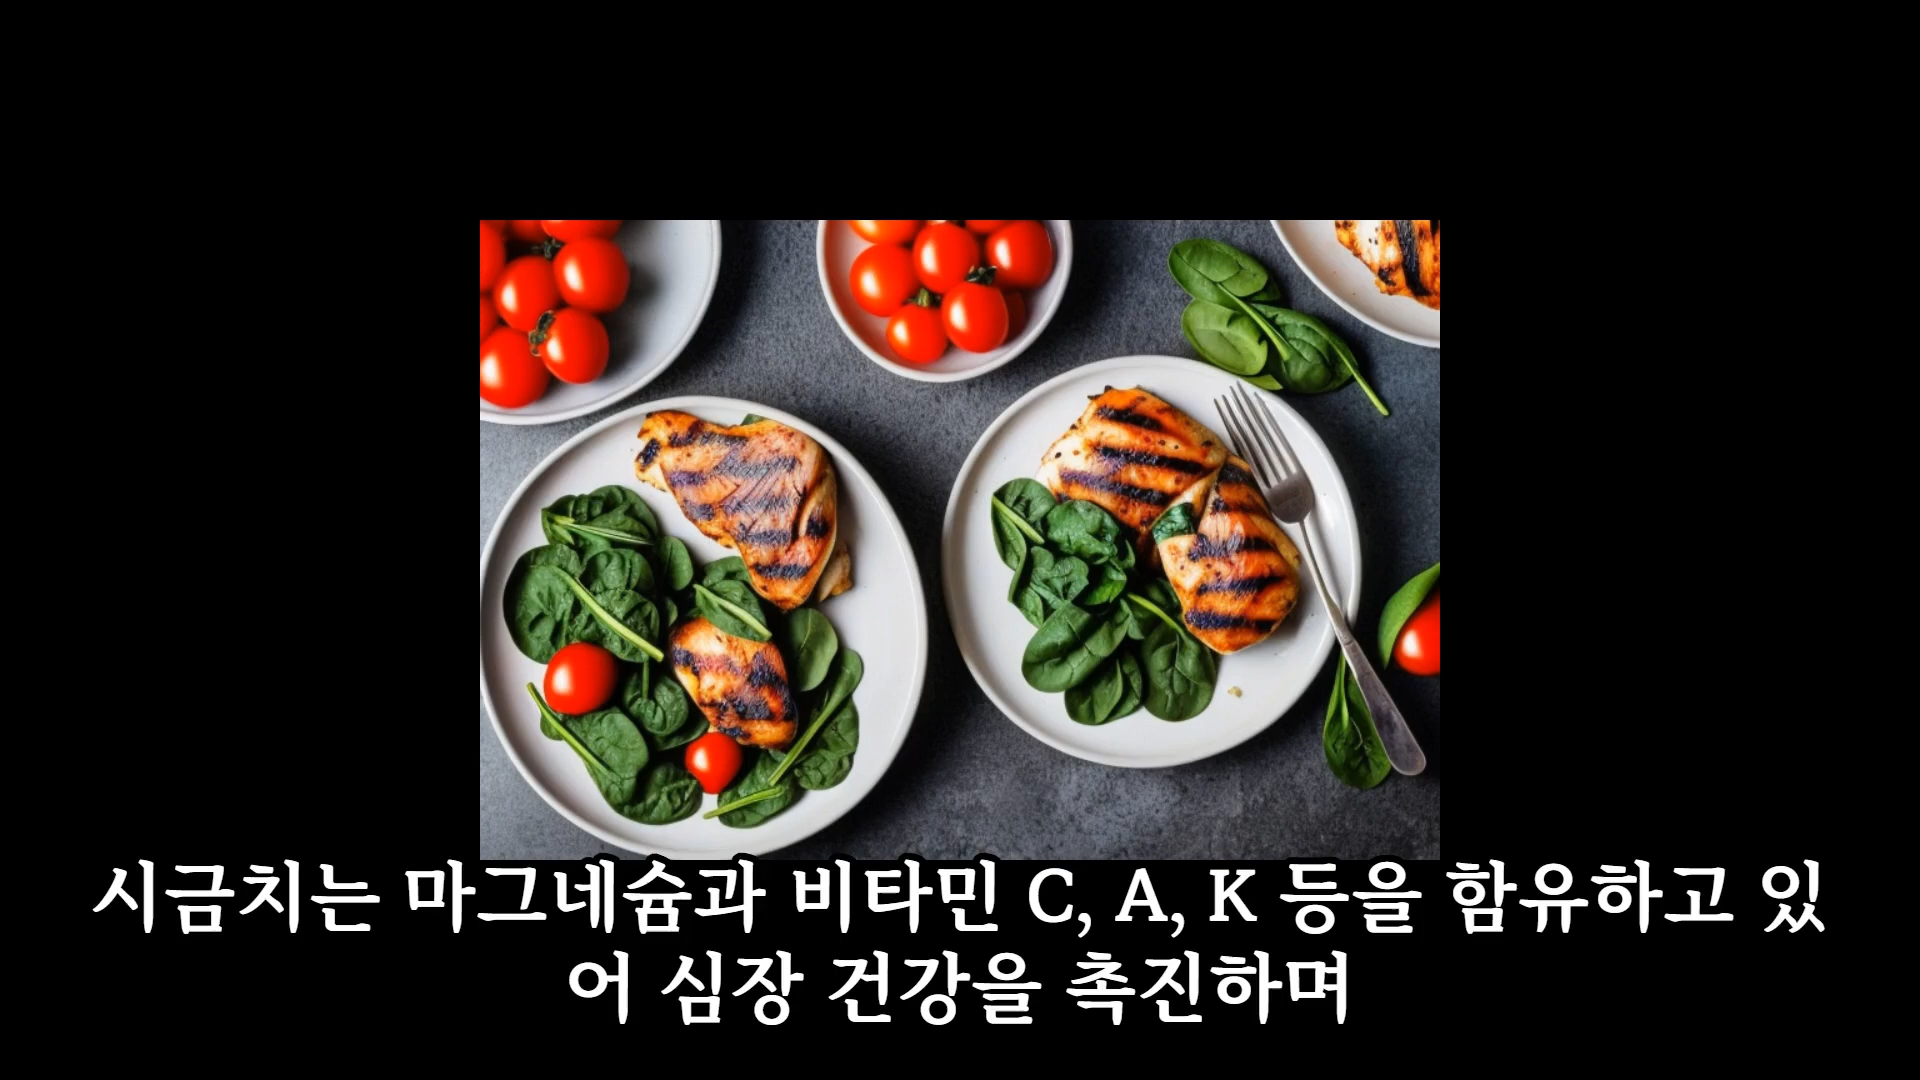 시금치는 마그네슘과 비타민 C, A, K 등을 함유하고 있
어 심장 건강을 촉진하며